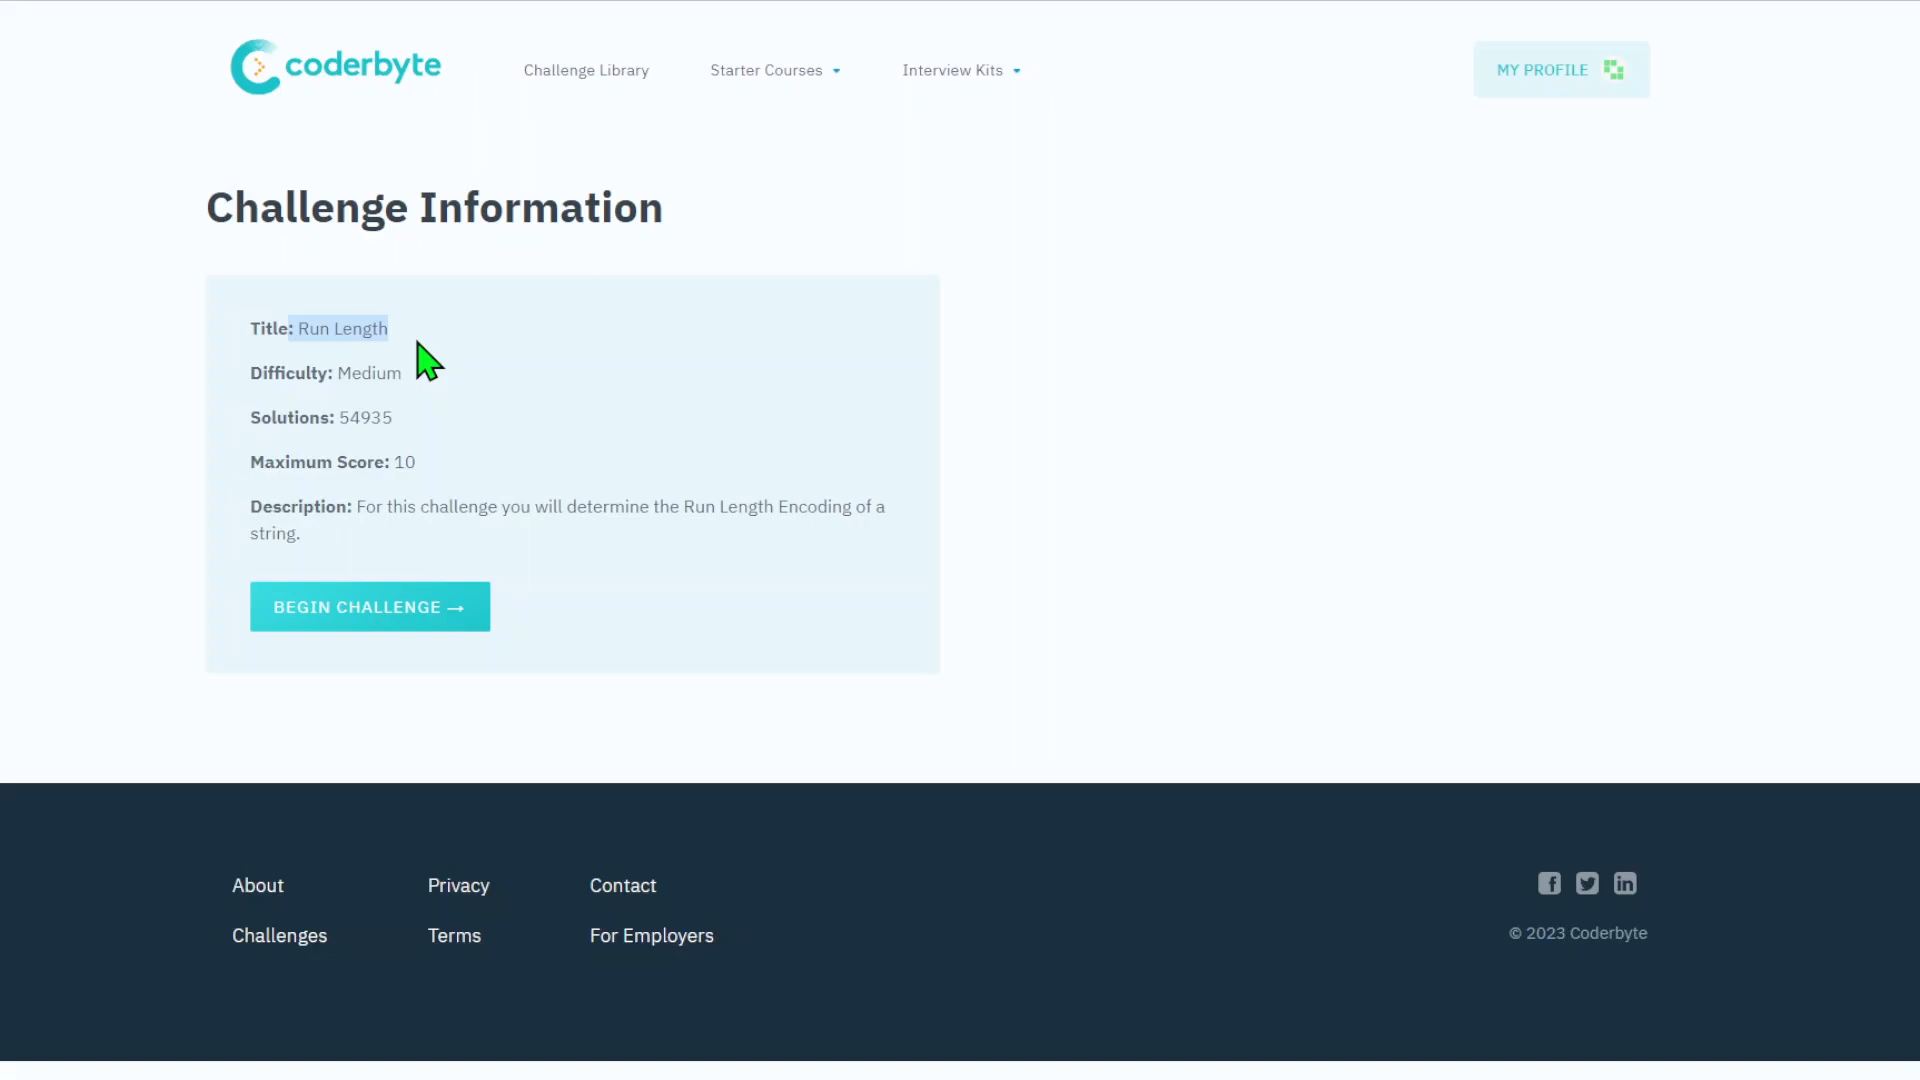 coderbyte
Challenge Library
Starter Courses
Interview Kits
MY PROFILE
Challenge Information
Title: Run Length
Difficulty: Medium
Solutions: 54935
Maximum Score: 10
Description: For this challenge you will determine the Run Length Encoding of a
string.
BEGIN CHALLENGE →
About
Privacy
Contact
Challenges
Terms
For Employers
© 2023 Coderbyte